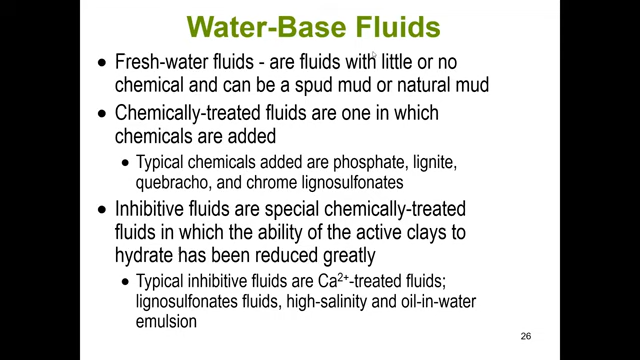 Water-Base Fluids
• Fresh-water fluids - are fluids with little or no
chemical and can be a spud mud or natural mud
• Chemically-treated fluids are one in which
chemicals are added
• Typical chemicals added are phosphate, lignite,
quebracho, and chrome lignosulfonates
• Inhibitive fluids are special chemically-treated
fluids in which the ability of the active clays to
hydrate has been reduced greatly
• Typical inhibitive fluids are Ca²⁺-treated fluids;
lignosulfonates fluids, high-salinity and oil-in-water
emulsion
26